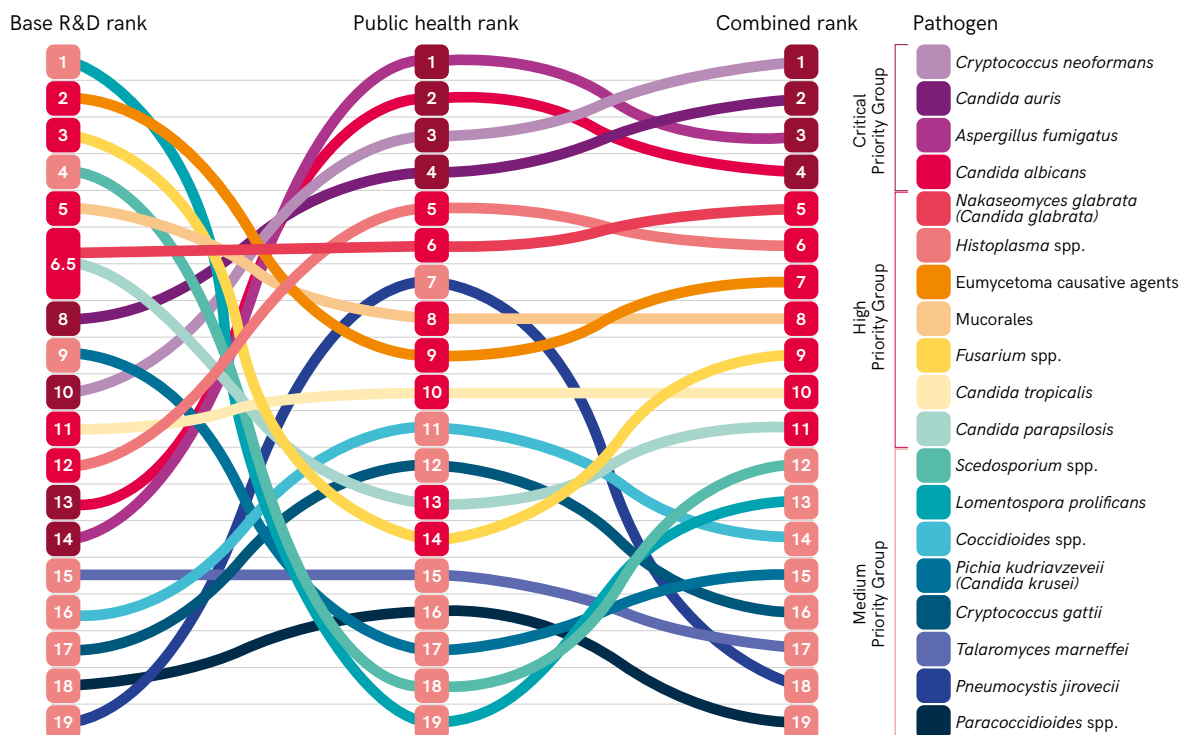 Base R&D rank Public health rank Combined rank Pathogen
1 1 1 Cryptococcus neoformans
2 2 2 Candida auris
3 3 3 Aspergillus fumigatus
4 4 4 Candida albicans
Critical
Priority Group
5 5 5 Nakaseomyces glabrata
(Candida glabrata)
6.5 6 6 Histoplasma spp.
7 7 Eumycetoma causative agents
8 8 8 Mucorales
9 9 9 Fusarium spp.
10 10 10 Candida tropicalis
11 11 11 Candida parapsilosis
High
Priority Group
12 12 12 Scedosporium spp.
13 13 13 Lomentospora prolificans
14 14 14 Coccidioides spp.
15 15 15 Pichia kudriavzeveii
(Candida krusei)
16 16 16 Cryptococcus gattii
17 17 17 Talaromyces marneffei
18 18 18 Pneumocystis jirovecii
19 19 19 Paracoccidioides spp.
Medium
Priority Group